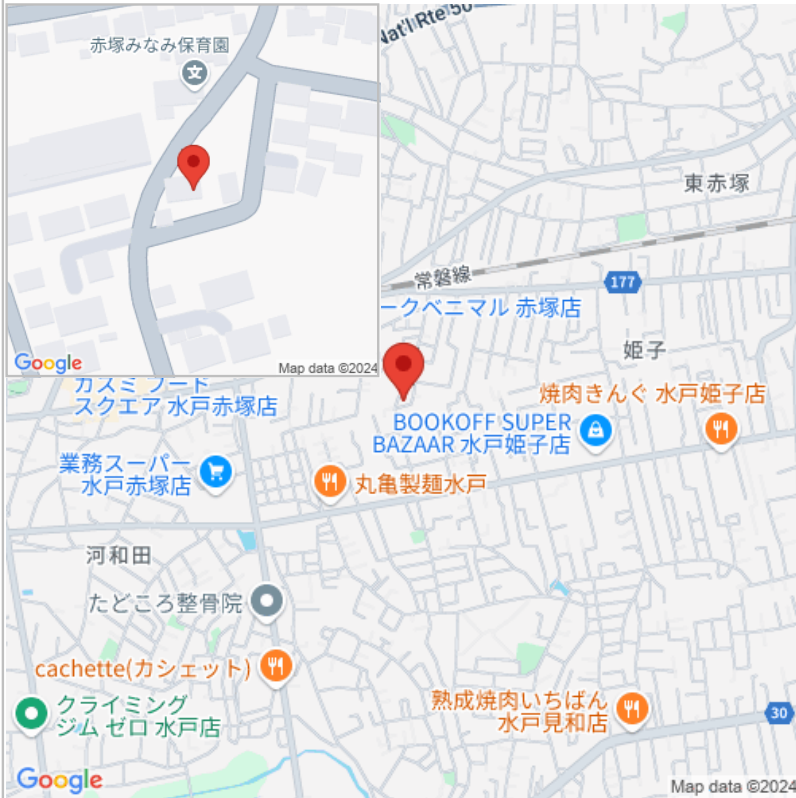 赤塚みなみ保育園
Google
Map data ©2024
Nat'l Rte 50
東赤塚
常磐線
177
ークベニマル 赤塚店
姫子
カスミ フード
スクエア 水戸赤塚店
焼肉きんぐ 水戸姫子店
BOOKOFF SUPER
BAZAAR 水戸姫子店
業務スーパー
水戸赤塚店
丸亀製麺水戸
河和田
たどころ整骨院
cachette(カシェット)
クライミング
ジム ゼロ 水戸店
熟成焼肉いちばん
水戸見和店
30
Google
Map data ©2024